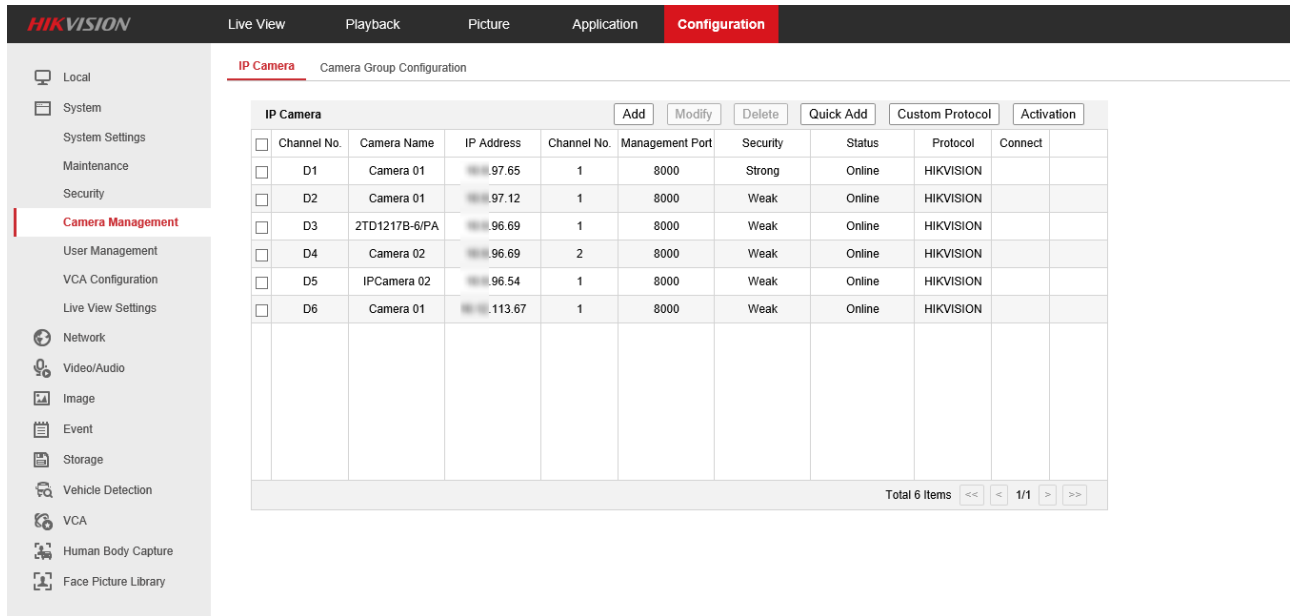 HIKVISION Live View Playback Picture Application Configuration
IP Camera Camera Group Configuration
Local
System
System Settings
Maintenance
Security
Camera Management
User Management
VCA Configuration
Live View Settings
Network
Video/Audio
Image
Event
Storage
Vehicle Detection
VCA
Human Body Capture
Face Picture Library
IP Camera Add Modify Delete Quick Add Custom Protocol Activation
Channel No. Camera Name IP Address Channel No. Management Port Security Status Protocol Connect
D1 Camera 01 .97.65 1 8000 Strong Online HIKVISION
D2 Camera 01 .97.12 1 8000 Weak Online HIKVISION
D3 2TD1217B-6/PA .96.69 1 8000 Weak Online HIKVISION
D4 Camera 02 .96.69 2 8000 Weak Online HIKVISION
D5 IPCamera 02 .96.54 1 8000 Weak Online HIKVISION
D6 Camera 01 .113.67 1 8000 Weak Online HIKVISION
Total 6 Items << < 1/1 > >>